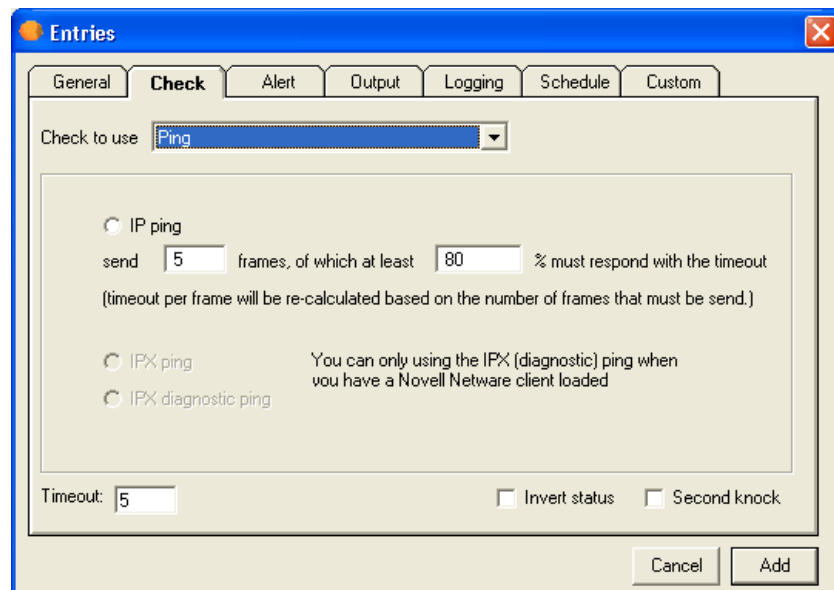 Entries
General Check Alert Output Logging Schedule Custom
Check to use Ping
IP ping
send 5 frames, of which at least 80 % must respond with the timeout
(timeout per frame will be re-calculated based on the number of frames that must be send.)
IPX ping
You can only using the IPX (diagnostic) ping when
you have a Novell Netware client loaded
IPX diagnostic ping
Timeout: 5 Invert status Second knock
Cancel Add